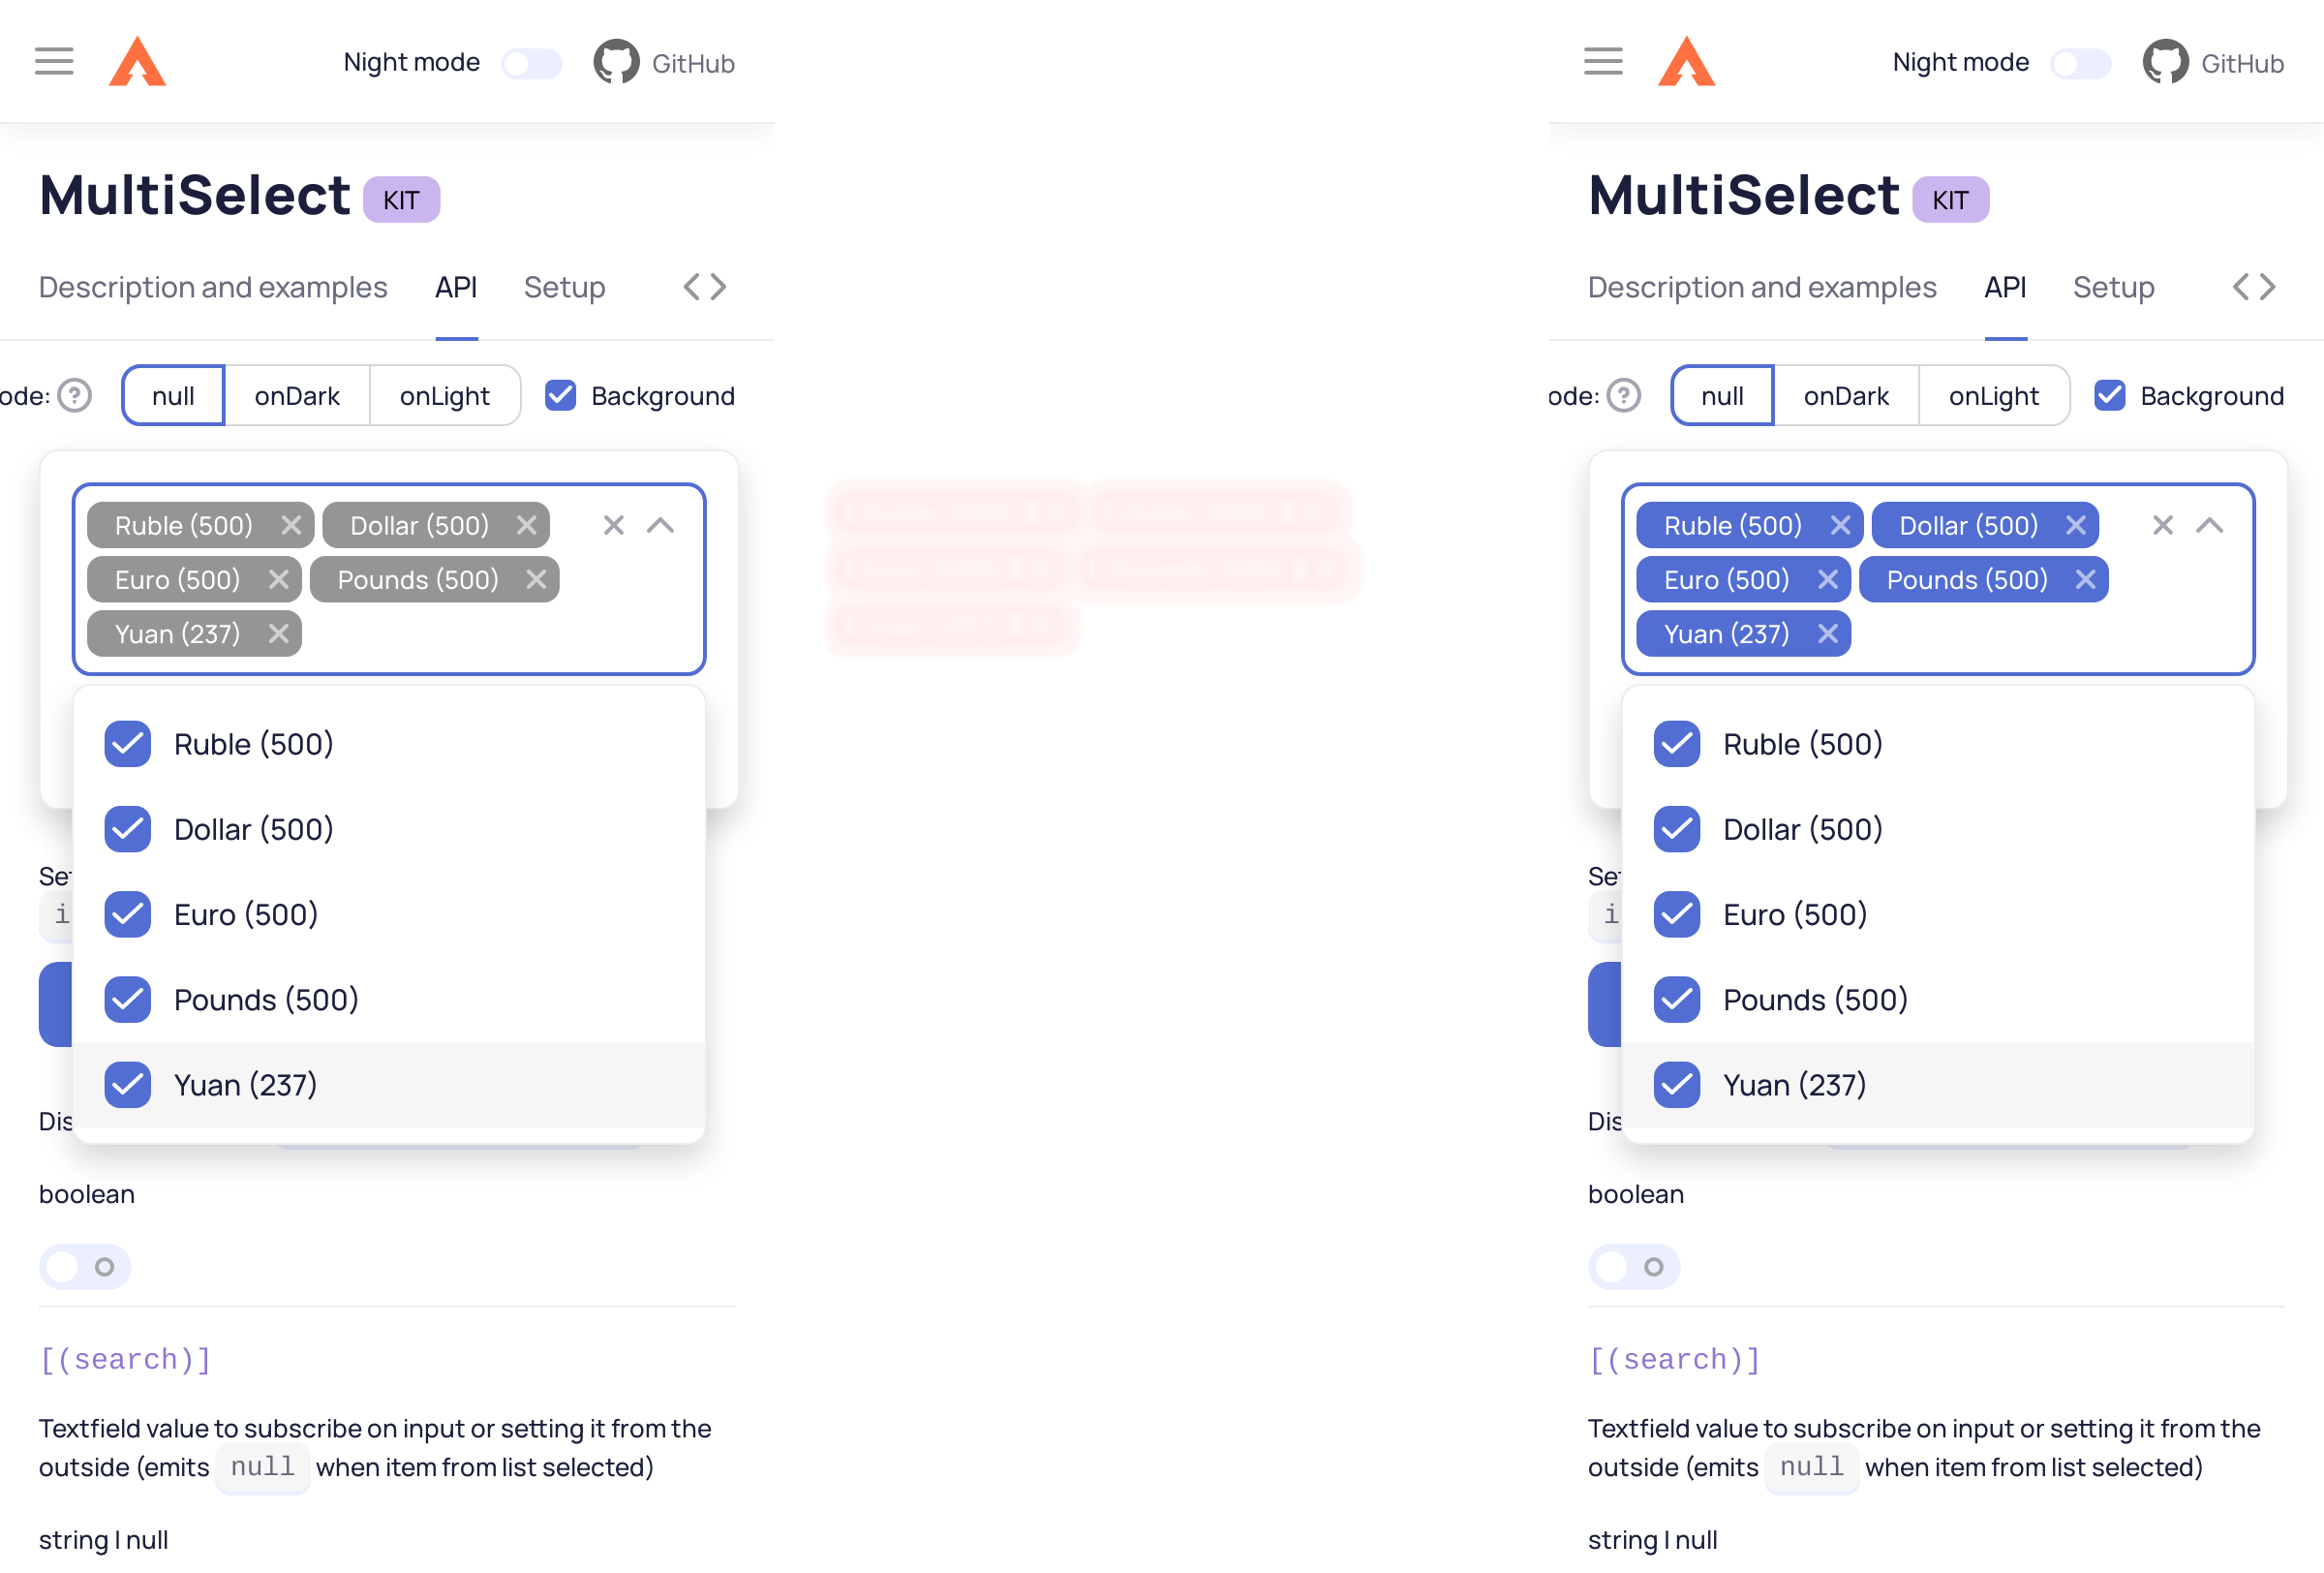 Night mode
GitHub
MultiSelect KIT
Description and examples API Setup
ode: ? null onDark onLight Background
Ruble (500) Dollar (500)
Euro (500) Pounds (500)
Yuan (237)
Ruble (500)
Dollar (500)
Set
Euro (500)
i
Pounds (500)
Yuan (237)
Dis
boolean
[(search)]
Textfield value to subscribe on input or setting it from the
outside (emits null when item from list selected)
string | null
Night mode
GitHub
MultiSelect KIT
Description and examples API Setup
ode: ? null onDark onLight Background
Ruble (500) Dollar (500)
Euro (500) Pounds (500)
Yuan (237)
Ruble (500)
Dollar (500)
Set
Euro (500)
i
Pounds (500)
Yuan (237)
Dis
boolean
[(search)]
Textfield value to subscribe on input or setting it from the
outside (emits null when item from list selected)
string | null